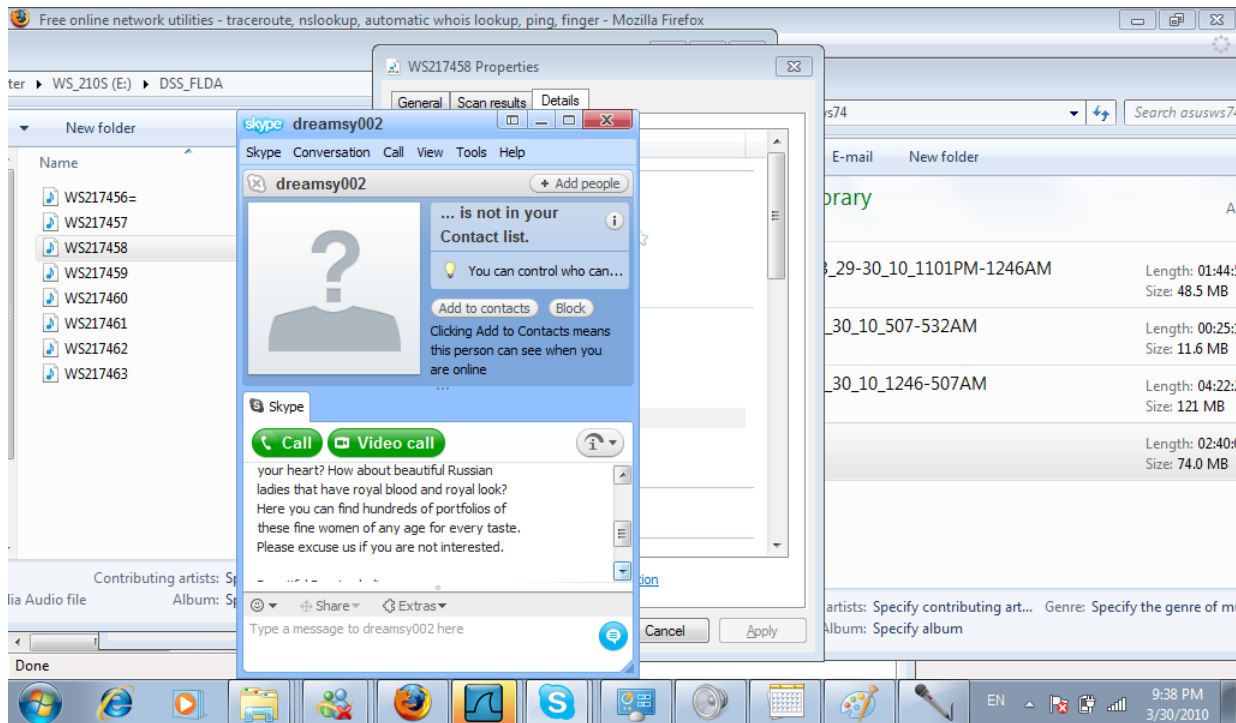 Free online network utilities - traceroute, nslookup, automatic whois lookup, ping, finger - Mozilla Firefox
ter ▸ WS_210S (E:) ▸ DSS_FLDA
New folder
Name
WS217456=
WS217457
WS217458
WS217459
WS217460
WS217461
WS217462
WS217463
Contributing artists: Sp
lia Audio file Album: Sp
Done
WS217458 Properties
General Scan results Details
skype dreamsy002
Skype Conversation Call View Tools Help
dreamsy002
+ Add people
... is not in your
Contact list.
You can control who can...
Add to contacts Block
Clicking Add to Contacts means
this person can see when you
are online
Skype
Call Video call
your heart? How about beautiful Russian
ladies that have royal blood and royal look?
Here you can find hundreds of portfolios of
these fine women of any age for every taste.
Please excuse us if you are not interested.
Share Extras
Type a message to dreamsy002 here
tion
Cancel Apply
/s74
Search asusws74
E-mail New folder
brary
A
3_29-30_10_1101PM-1246AM
Length: 01:44:5
Size: 48.5 MB
_30_10_507-532AM
Length: 00:25:
Size: 11.6 MB
_30_10_1246-507AM
Length: 04:22:
Size: 121 MB
Length: 02:40:
Size: 74.0 MB
artists: Specify contributing art... Genre: Specify the genre of m
Album: Specify album
EN
9:38 PM
3/30/2010